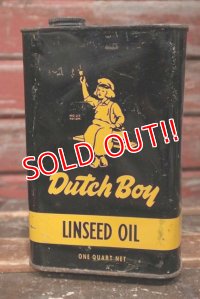 SOLD OUT!!
Dutch Boy
LINSEED OIL
ONE QUART NET